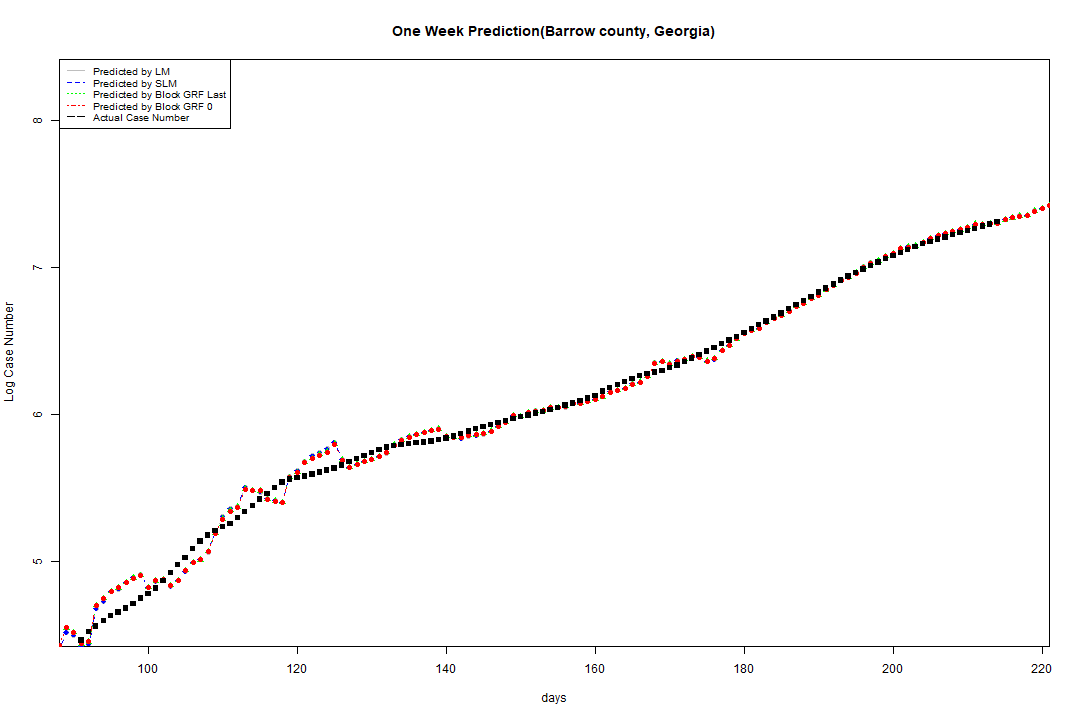 One Week Prediction(Barrow county, Georgia)
Predicted by LM
Predicted by SLM
Predicted by Block GRF Last
Predicted by Block GRF 0
Actual Case Number
8
7
6
5
Log Case Number
100 120 140 160 180 200 220
days